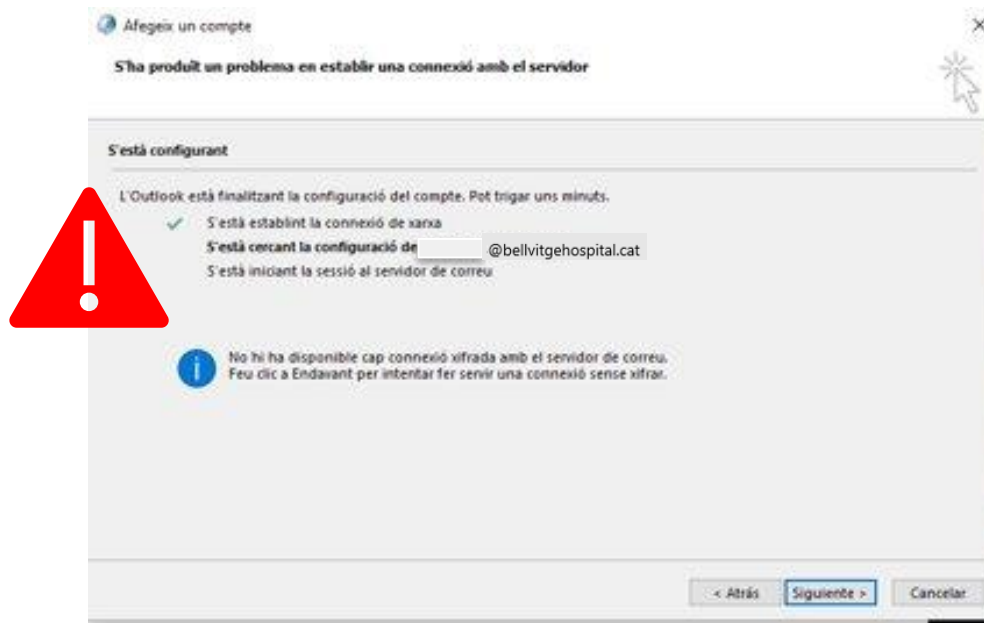 Afegeix un compte
S'ha produït un problema en establir una connexió amb el servidor
S'està configurant
L'Outlook està finalitzant la configuració del compte. Pot trigar uns minuts.
S'està establint la connexió de xarxa
S'està cercant la configuració de @bellvitgehospital.cat
S'està iniciant la sessió al servidor de correu
No hi ha disponible cap connexió xifrada amb el servidor de correu.
Feu clic a Endavant per intentar fer servir una connexió sense xifrar.
< Atrás Siguiente > Cancelar